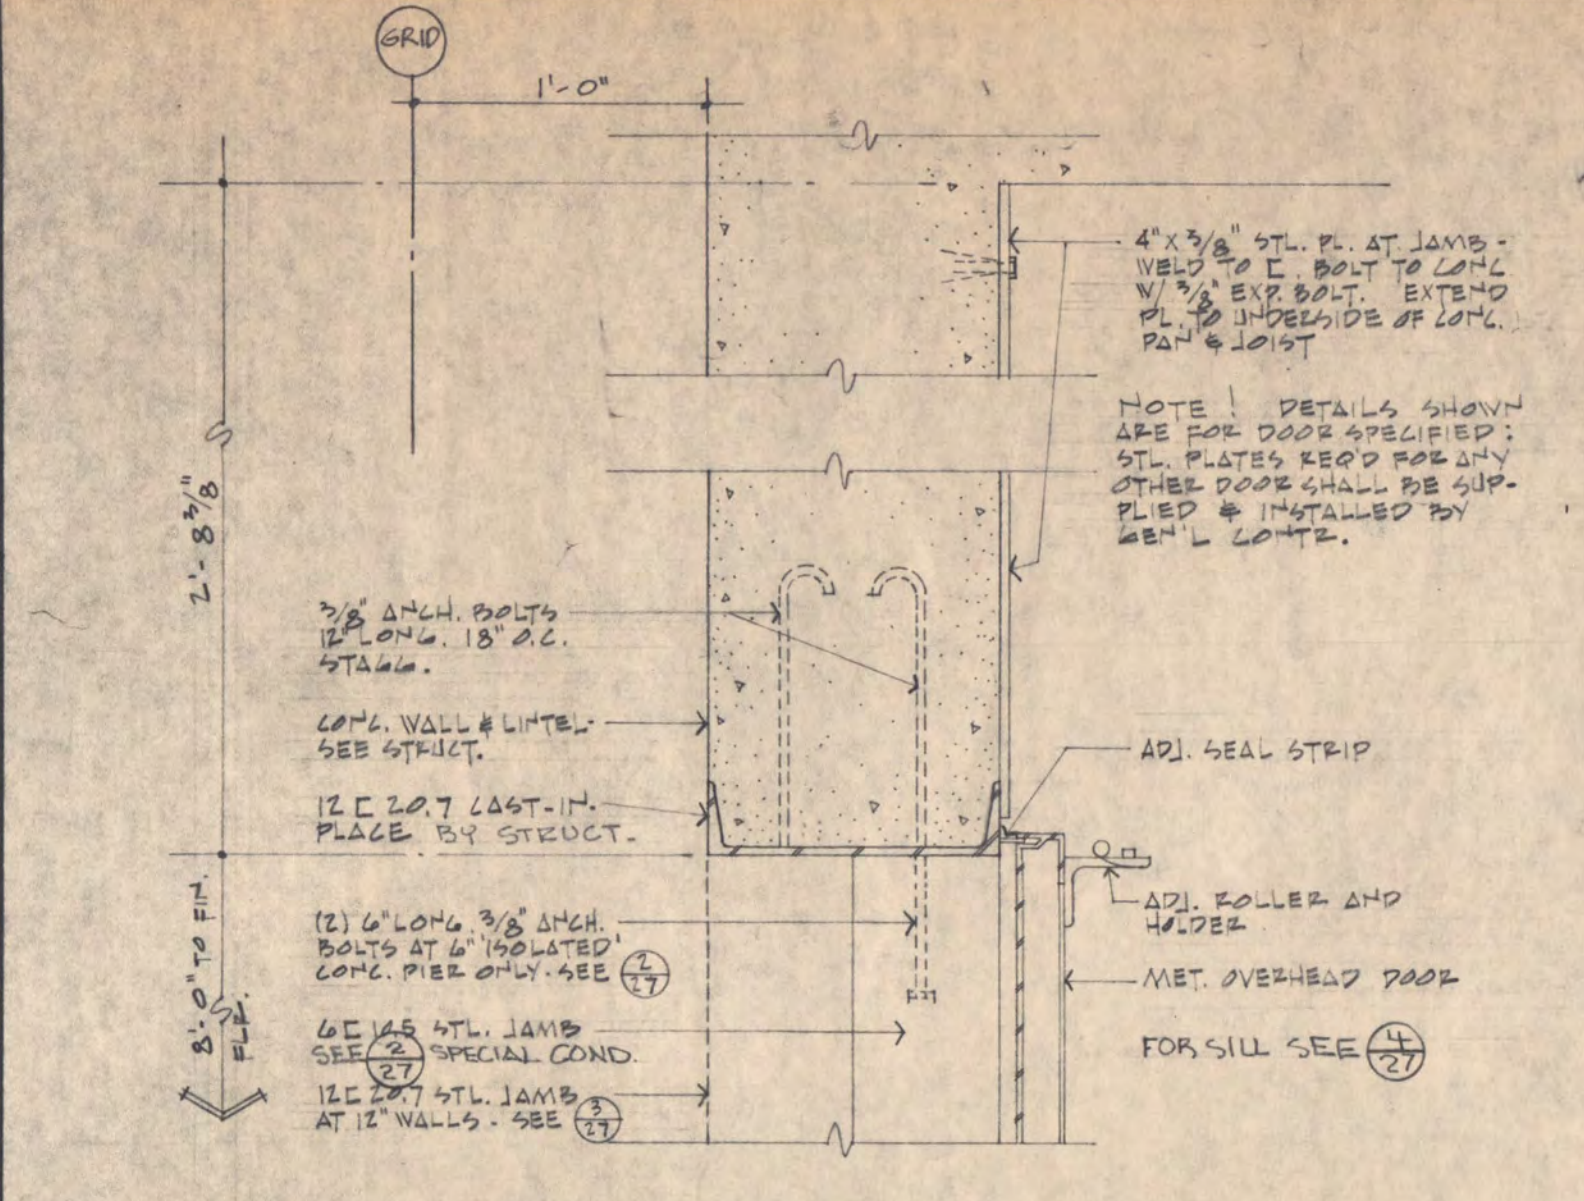 GRID
1'-0"
4" X 3/8" STL. PL. AT JAMB -
WELD TO [. BOLT TO CONC
W/ 3/8" EXP. BOLT. EXTEND
PL. TO UNDERSIDE OF CONC.
PAN & JOIST
NOTE ! DETAILS SHOWN
ARE FOR DOOR SPECIFIED :
STL. PLATES REQ'D FOR ANY
OTHER DOOR SHALL BE SUP-
PLIED & INSTALLED BY
GEN'L CONTR.
2'- 8 3/8"
3/8" ANCH. BOLTS
12" LONG. 18" O.C.
STAGG.
CONC. WALL & LINTEL-
SEE STRUCT.
12 [ 20.7 CAST-IN-
PLACE BY STRUCT.
ADJ. SEAL STRIP
8'-0" TO FIN.
FLR.
(2) 6" LONG. 3/8" ANCH.
BOLTS AT 6" 'ISOLATED'
CONC. PIER ONLY. SEE 2/27
6 [ 10.5 STL. JAMB
SEE 2/27 SPECIAL COND.
12 [ 20.7 STL. JAMB
AT 12" WALLS - SEE 3/27
ADJ. ROLLER AND
HOLDER
MET. OVERHEAD DOOR
FOR SILL SEE 4/27